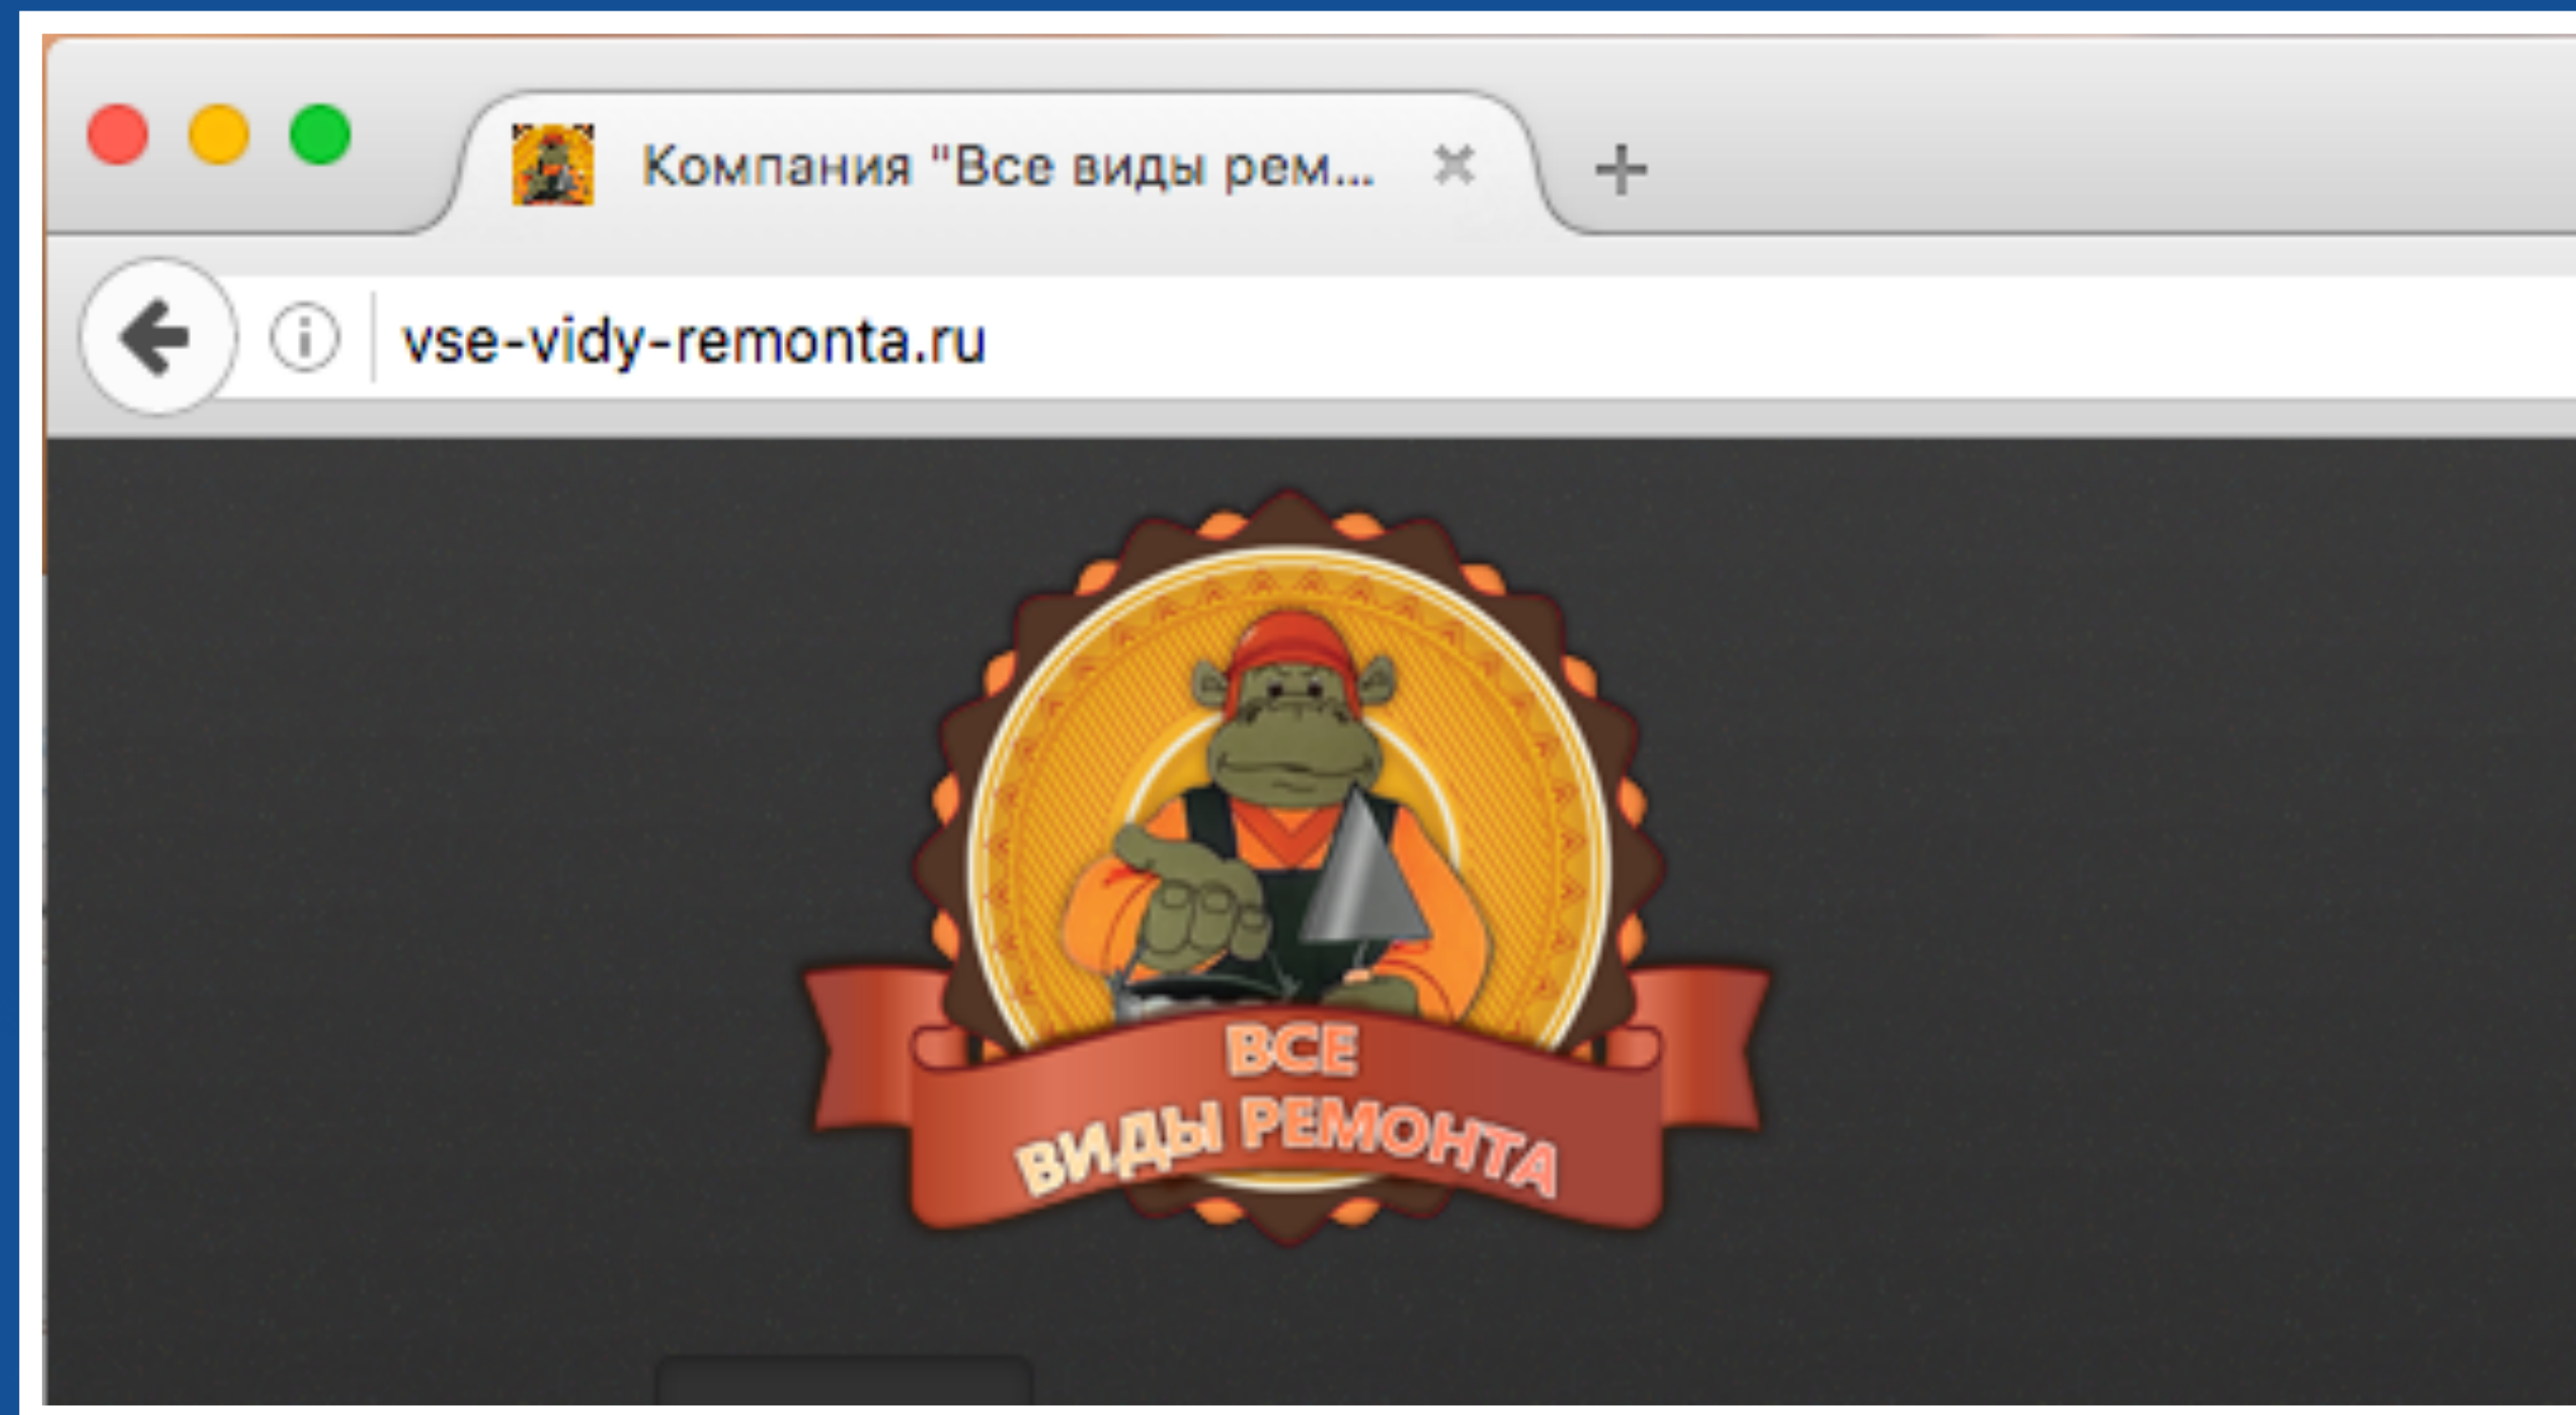 Компания "Все виды рем...
vse-vidy-remonta.ru
ВСЕ
ВИДЫ РЕМОНТА